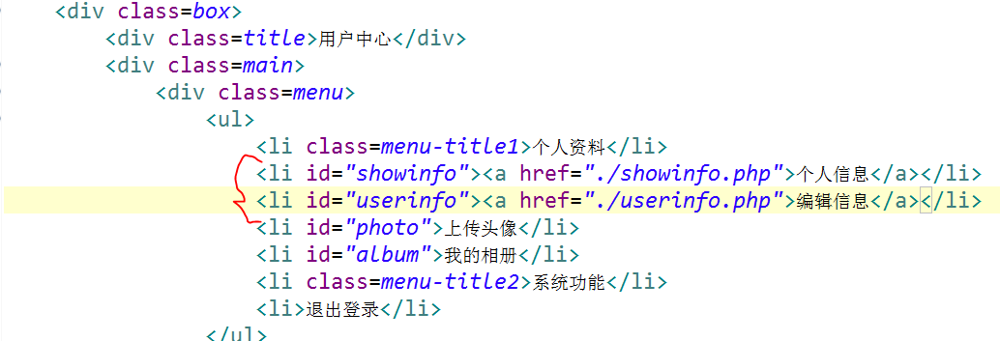 <div class=box>
<div class=title>用户中心</div>
<div class=main>
<div class=menu>
<ul>
<li class=menu-title1>个人资料</li>
<li id="showinfo"><a href="./showinfo.php">个人信息</a></li>
<li id="userinfo"><a href="./userinfo.php">编辑信息</a></li>
<li id="photo">上传头像</li>
<li id="album">我的相册</li>
<li class=menu-title2>系统功能</li>
<li>退出登录</li>
</ul>